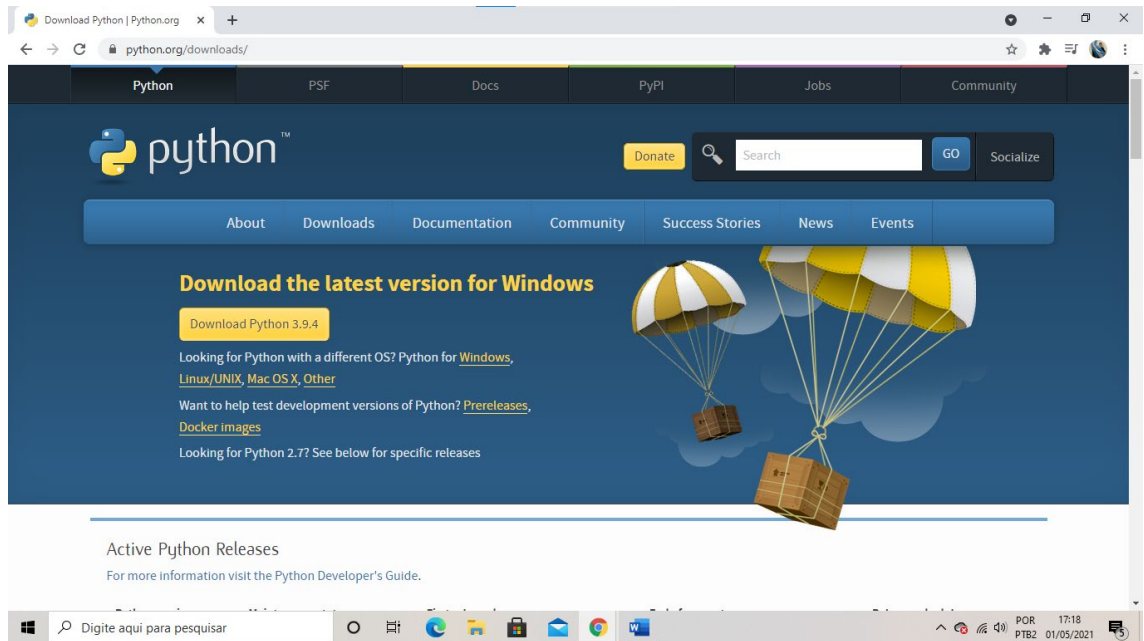 Download Python | Python.org
python.org/downloads/
Python PSF Docs PyPI Jobs Community
python™
Donate Search GO Socialize
About Downloads Documentation Community Success Stories News Events
Download the latest version for Windows
Download Python 3.9.4
Looking for Python with a different OS? Python for Windows,
Linux/UNIX, Mac OS X, Other
Want to help test development versions of Python? Prereleases,
Docker images
Looking for Python 2.7? See below for specific releases
Active Python Releases
For more information visit the Python Developer's Guide.
Digite aqui para pesquisar
POR 17:18
PTB2 01/05/2021
5